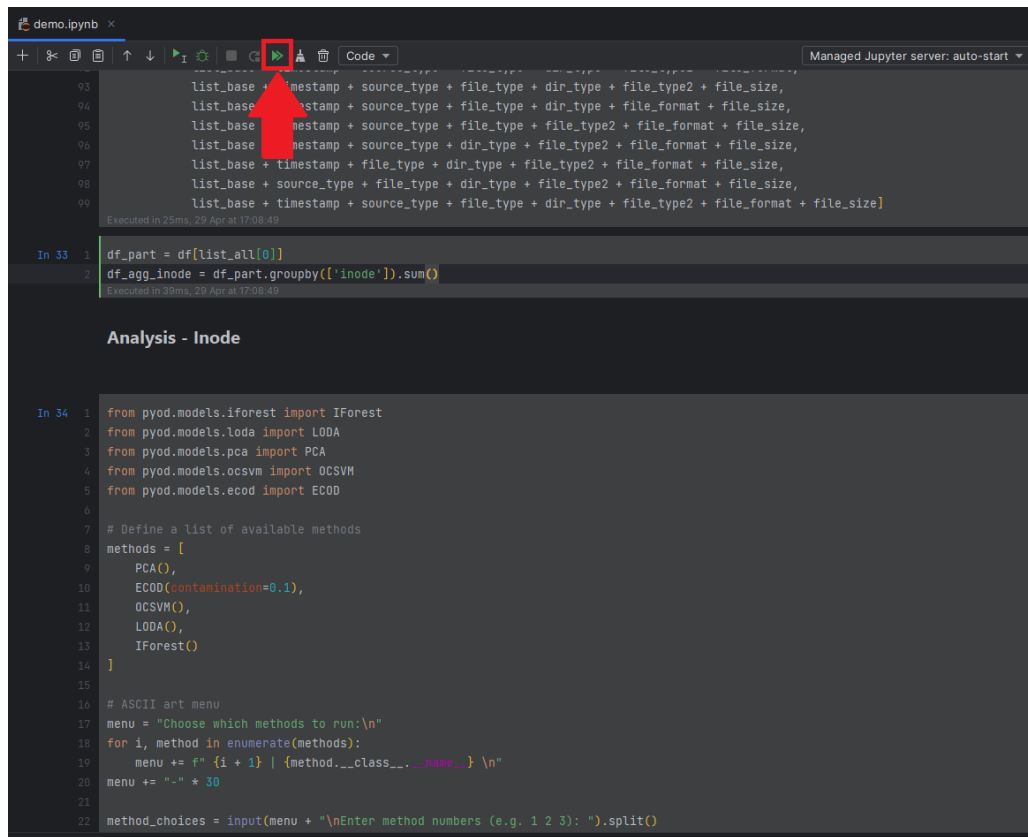 demo.ipynb ×
Code
Managed Jupyter server: auto-start
93 list_base + timestamp + source_type + file_type + dir_type + file_type2 + file_size,
94 list_base timestamp + source_type + file_type + dir_type + file_format + file_size,
95 list_base mestamp + source_type + file_type + file_type2 + file_format + file_size,
96 list_base mestamp + source_type + dir_type + file_type2 + file_format + file_size,
97 list_base + timestamp + file_type + dir_type + file_type2 + file_format + file_size,
98 list_base + source_type + file_type + dir_type + file_type2 + file_format + file_size,
99 list_base + timestamp + source_type + file_type + dir_type + file_type2 + file_format + file_size]
Executed in 25ms, 29 Apr at 17:08:49
In 33 1 df_part = df[list_all[0]]
2 df_agg_inode = df_part.groupby(['inode']).sum()
Executed in 39ms, 29 Apr at 17:08:49
Analysis - Inode
In 34 1 from pyod.models.iforest import IForest
2 from pyod.models.loda import LODA
3 from pyod.models.pca import PCA
4 from pyod.models.ocsvm import OCSVM
5 from pyod.models.ecod import ECOD
6
7 # Define a list of available methods
8 methods = [
9 PCA(),
10 ECOD(contamination=0.1),
11 OCSVM(),
12 LODA(),
13 IForest()
14 ]
15
16 # ASCII art menu
17 menu = "Choose which methods to run:\n"
18 for i, method in enumerate(methods):
19 menu += f" {i + 1} | {method.__class__.__name__} \n"
20 menu += "-" * 30
21
22 method_choices = input(menu + "\nEnter method numbers (e.g. 1 2 3): ").split()